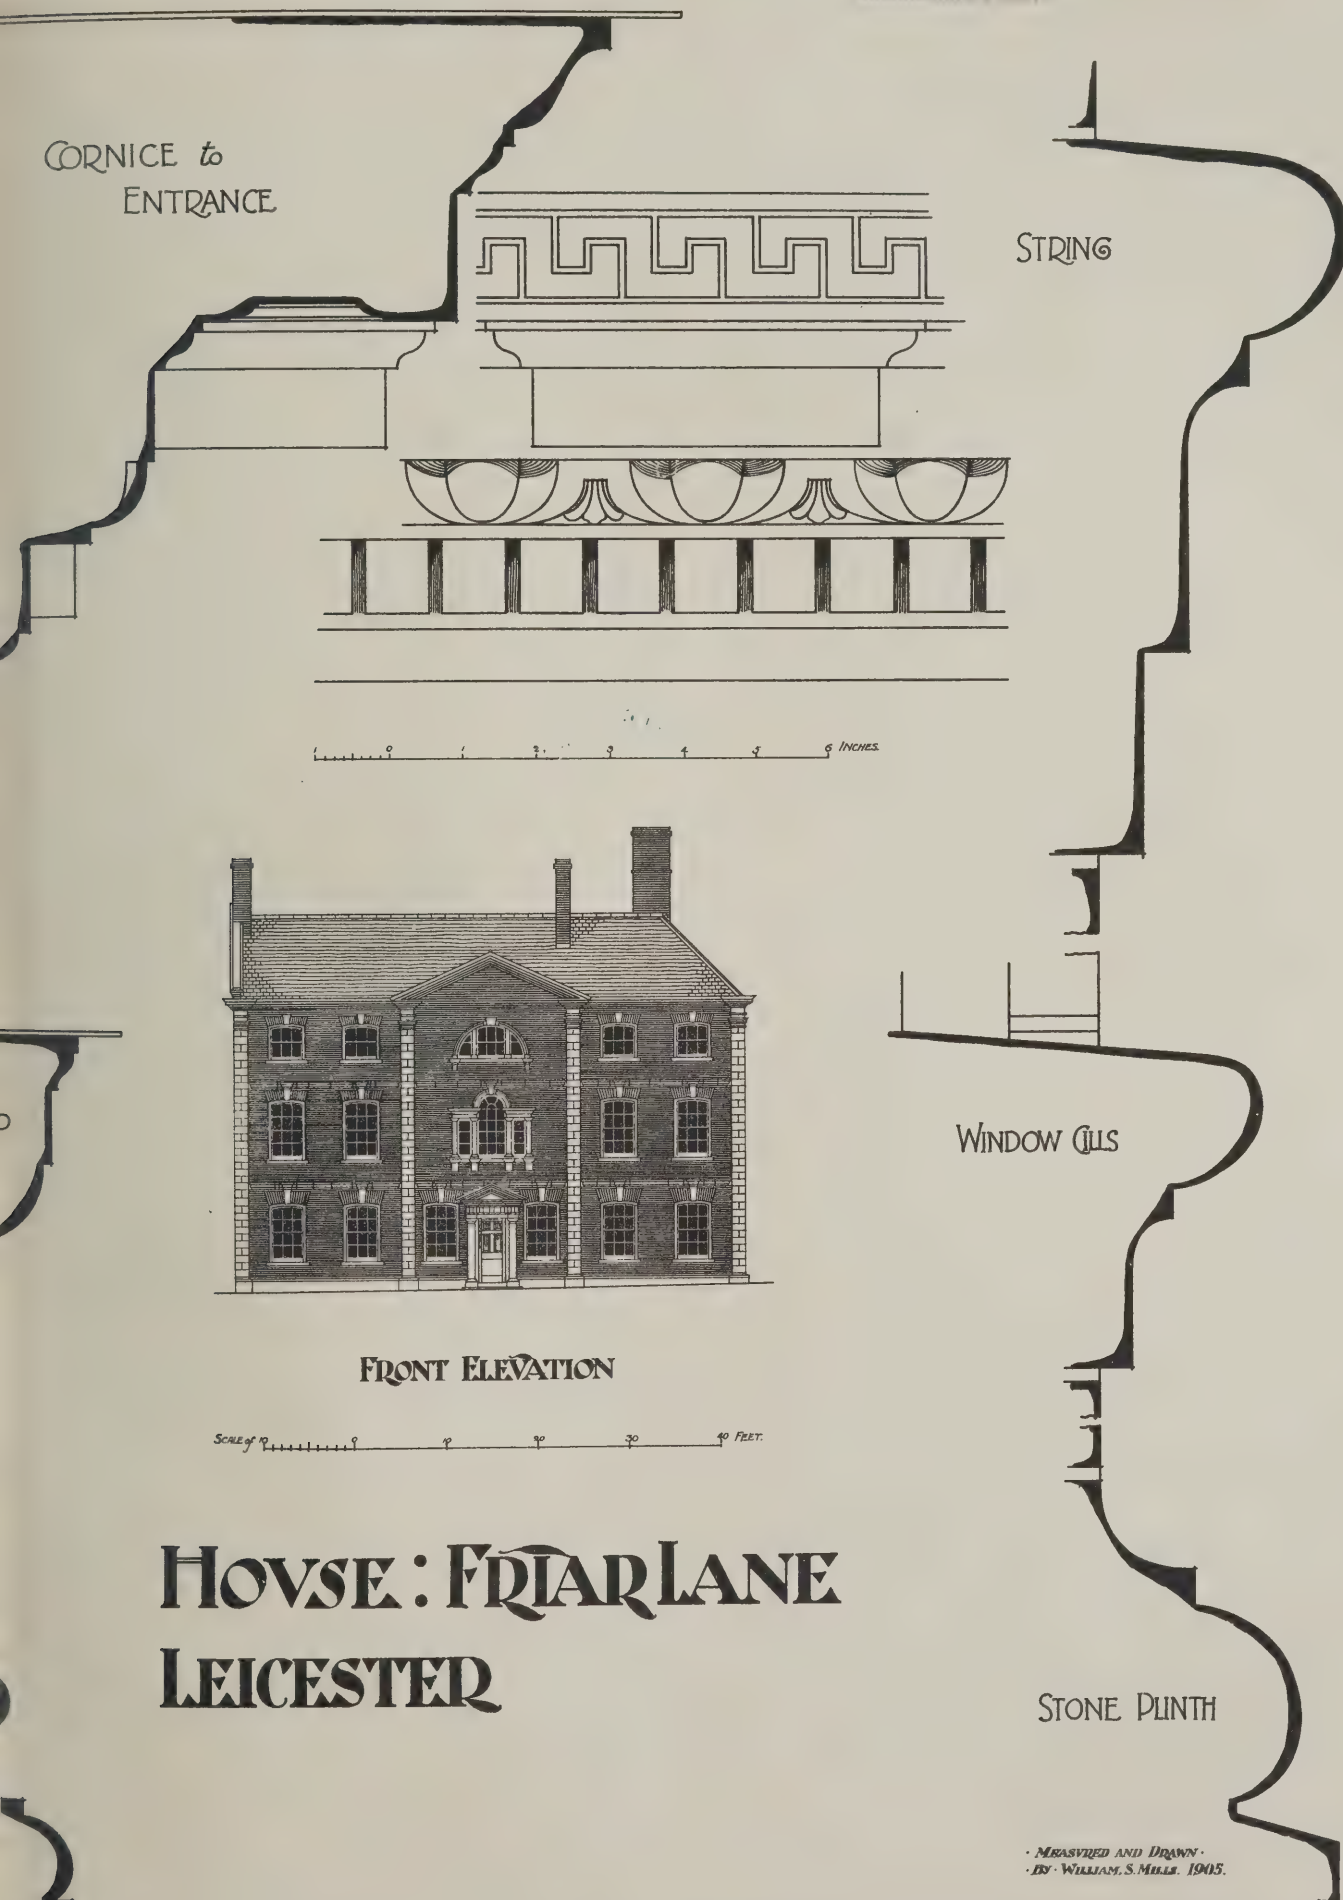 CORNICE to
ENTRANCE
STRING
1 0 1 2 3 4 5 6 INCHES.
WINDOW CILLS
FRONT ELEVATION
SCALE of 10 0 10 20 30 40 FEET.
HOVSE : FRIAR LANE
LEICESTER
STONE PLINTH
· MEASVRED AND DRAWN ·
· BY · WILLIAM. S. MILLS. 1905.